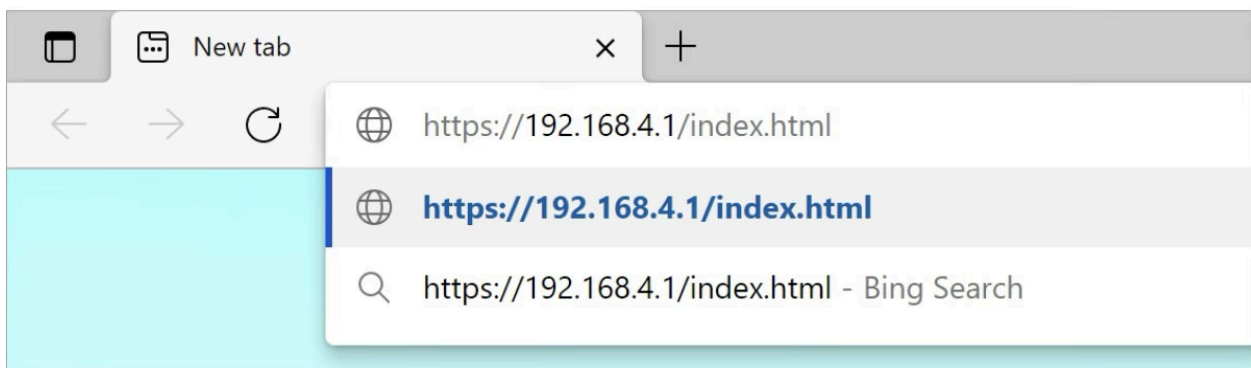 New tab
https://192.168.4.1/index.html
https://192.168.4.1/index.html
https://192.168.4.1/index.html - Bing Search